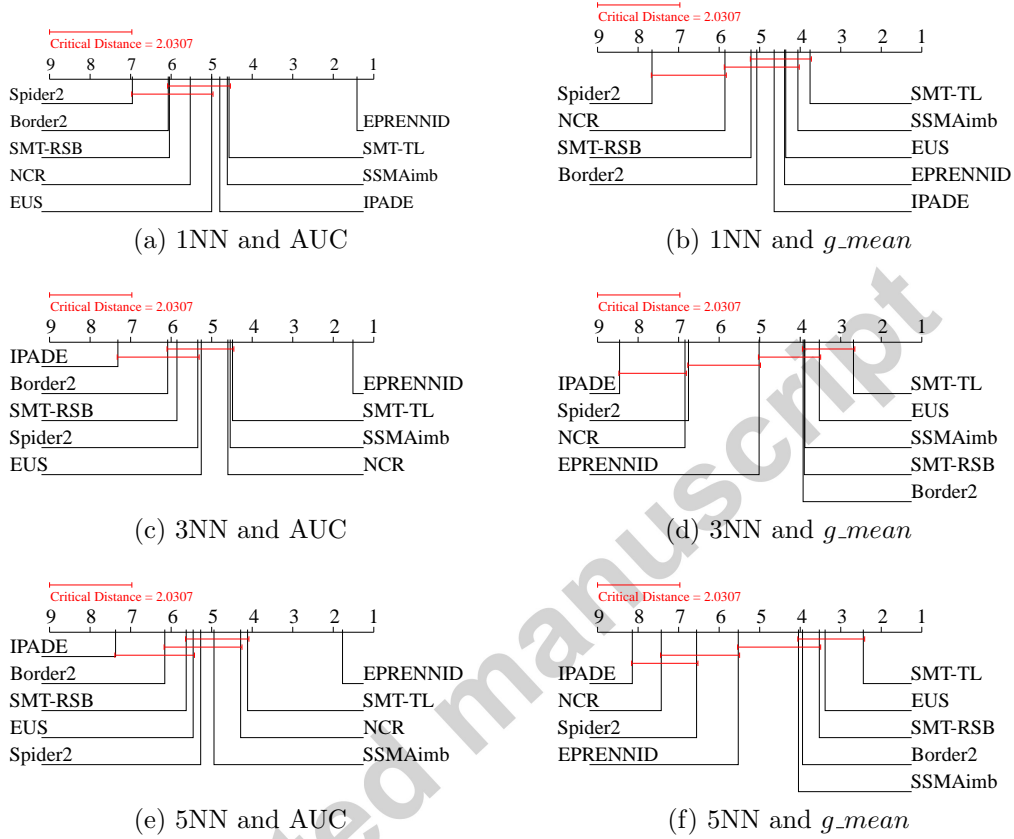 Critical Distance = 2.0307
9 8 7 6 5 4 3 2 1
Spider2
Border2
SMT-RSB
NCR
EUS
EPRENNID
SMT-TL
SSMAimb
IPADE
(a) 1NN and AUC
Critical Distance = 2.0307
9 8 7 6 5 4 3 2 1
Spider2
NCR
SMT-RSB
Border2
SMT-TL
SSMAimb
EUS
EPRENNID
IPADE
(b) 1NN and g_mean
Critical Distance = 2.0307
9 8 7 6 5 4 3 2 1
IPADE
Border2
SMT-RSB
Spider2
EUS
EPRENNID
SMT-TL
SSMAimb
NCR
(c) 3NN and AUC
Critical Distance = 2.0307
9 8 7 6 5 4 3 2 1
IPADE
Spider2
NCR
EPRENNID
SMT-TL
EUS
SSMAimb
SMT-RSB
Border2
(d) 3NN and g_mean
Critical Distance = 2.0307
9 8 7 6 5 4 3 2 1
IPADE
Border2
SMT-RSB
EUS
Spider2
EPRENNID
SMT-TL
NCR
SSMAimb
(e) 5NN and AUC
Critical Distance = 2.0307
9 8 7 6 5 4 3 2 1
IPADE
NCR
Spider2
EPRENNID
SMT-TL
EUS
SMT-RSB
Border2
SSMAimb
(f) 5NN and g_mean
ted manuscript